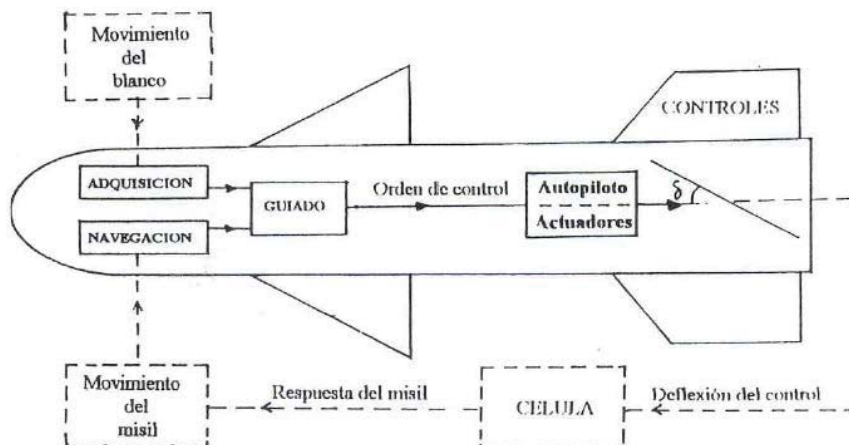 Movimiento
del
blanco
CONTROLES
ADQUISICION
GUIADO
Orden de control
Autopiloto
Actuadores
δ
NAVEGACION
Movimiento
del
misil
Respuesta del misil
CELULA
Deflexión del control